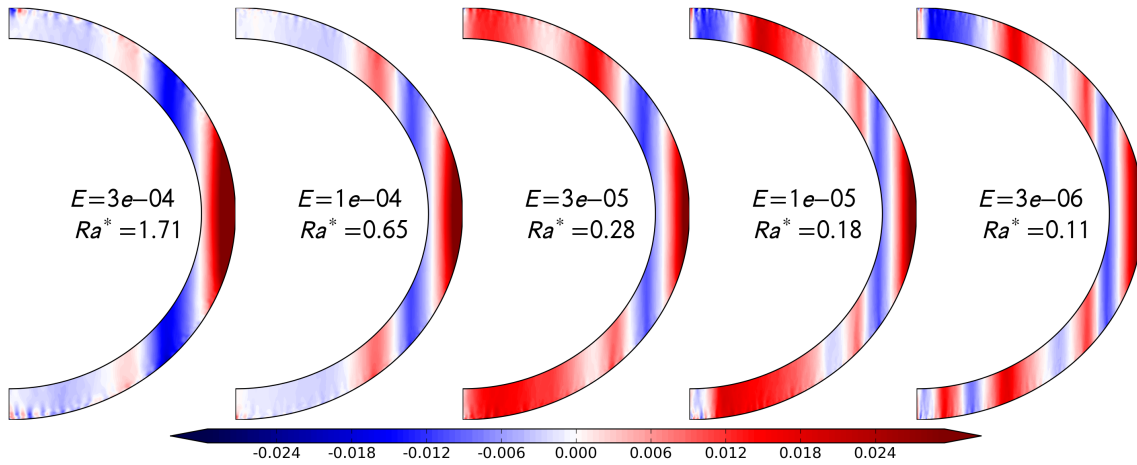 E=3e−04
Ra*=1.71
E=1e−04
Ra*=0.65
E=3e−05
Ra*=0.28
E=1e−05
Ra*=0.18
E=3e−06
Ra*=0.11
-0.024 -0.018 -0.012 -0.006 0.000 0.006 0.012 0.018 0.024